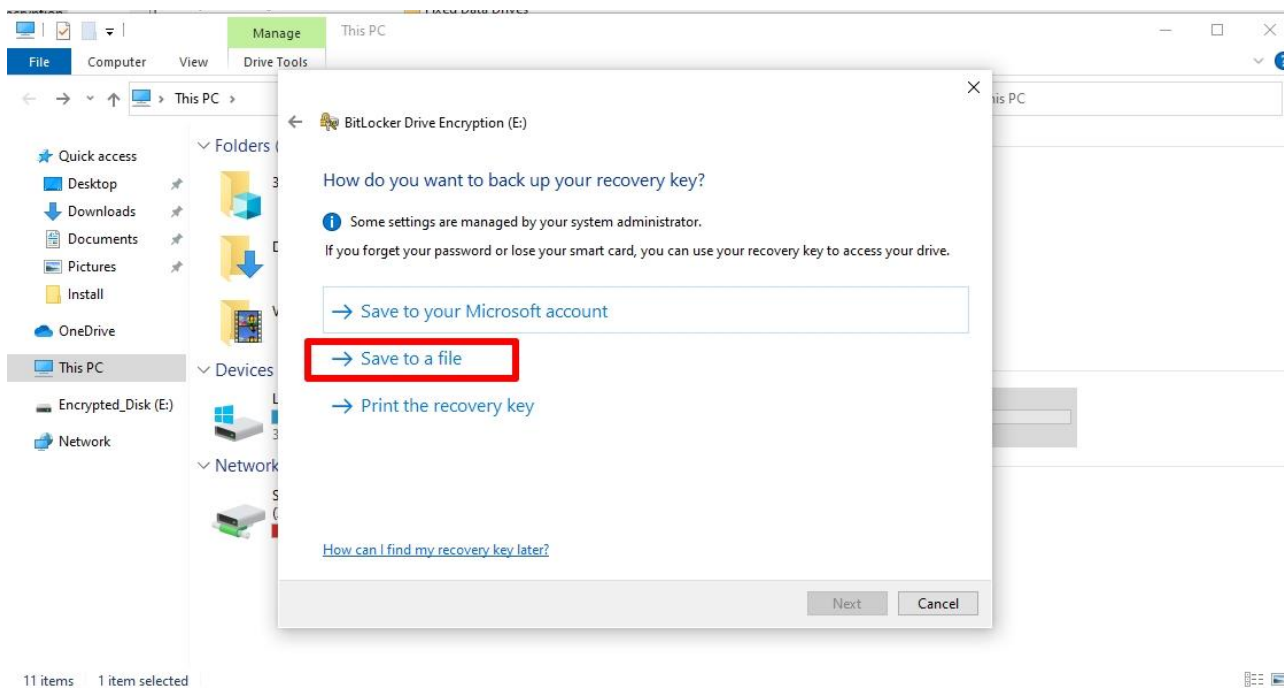 Manage
This PC
File
Computer
View
Drive Tools
This PC
his PC
BitLocker Drive Encryption (E:)
Quick access
Desktop
Downloads
Documents
Pictures
Install
OneDrive
This PC
Encrypted_Disk (E:)
Network
Folders (
3
D
V
Devices
L
3
Network
S
(
How do you want to back up your recovery key?
Some settings are managed by your system administrator.
If you forget your password or lose your smart card, you can use your recovery key to access your drive.
→ Save to your Microsoft account
→ Save to a file
→ Print the recovery key
How can I find my recovery key later?
Next
Cancel
11 items 1 item selected